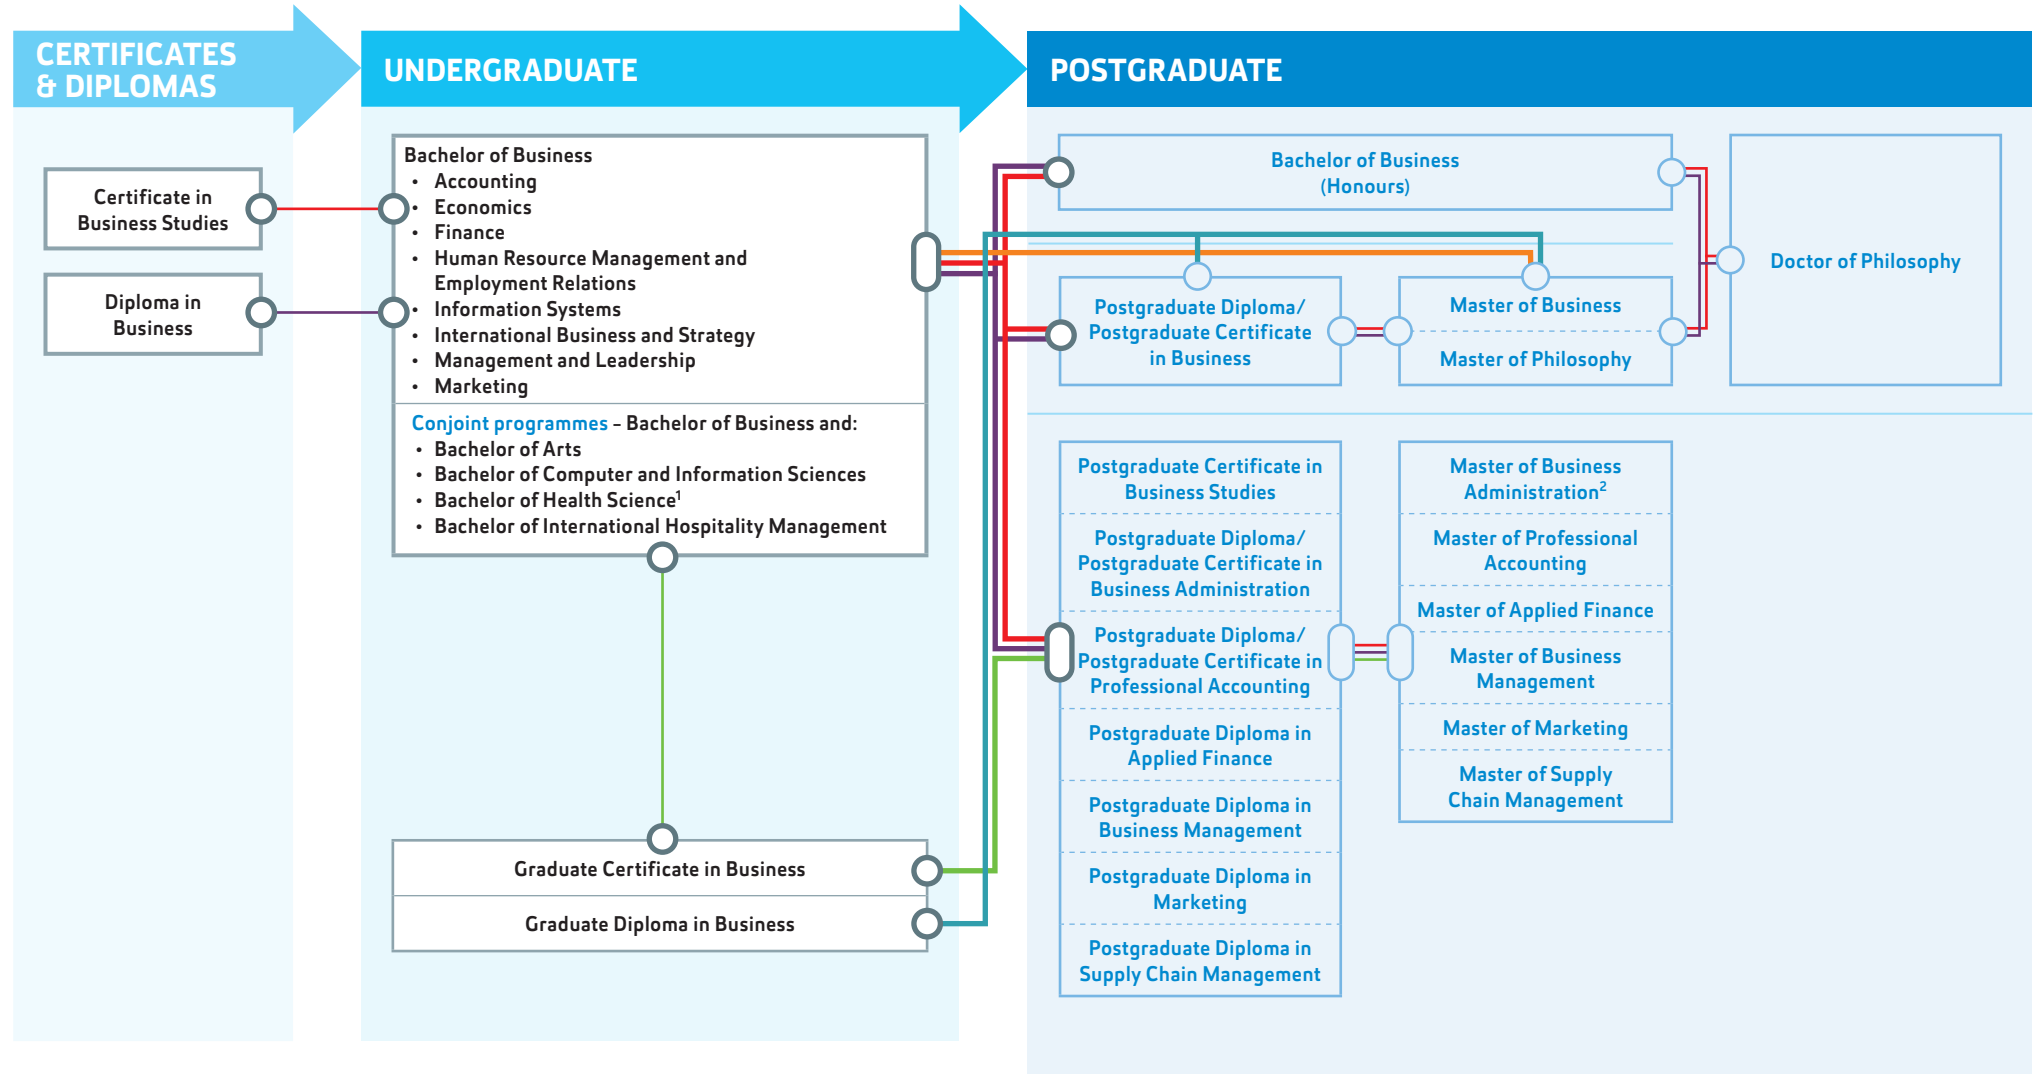 CERTIFICATES
& DIPLOMAS
UNDERGRADUATE
POSTGRADUATE
Certificate in
Business Studies
Diploma in
Business
Bachelor of Business
• Accounting
• Economics
• Finance
• Human Resource Management and
Employment Relations
• Information Systems
• International Business and Strategy
• Management and Leadership
• Marketing
Conjoint programmes – Bachelor of Business and:
• Bachelor of Arts
• Bachelor of Computer and Information Sciences
• Bachelor of Health Science¹
• Bachelor of International Hospitality Management
Graduate Certificate in Business
Graduate Diploma in Business
Bachelor of Business
(Honours)
Postgraduate Diploma/
Postgraduate Certificate
in Business
Master of Business
Master of Philosophy
Doctor of Philosophy
Postgraduate Certificate in
Business Studies
Postgraduate Diploma/
Postgraduate Certificate in
Business Administration
Postgraduate Diploma/
Postgraduate Certificate in
Professional Accounting
Postgraduate Diploma in
Applied Finance
Postgraduate Diploma in
Business Management
Postgraduate Diploma in
Marketing
Postgraduate Diploma in
Supply Chain Management
Master of Business
Administration²
Master of Professional
Accounting
Master of Applied Finance
Master of Business
Management
Master of Marketing
Master of Supply
Chain Management